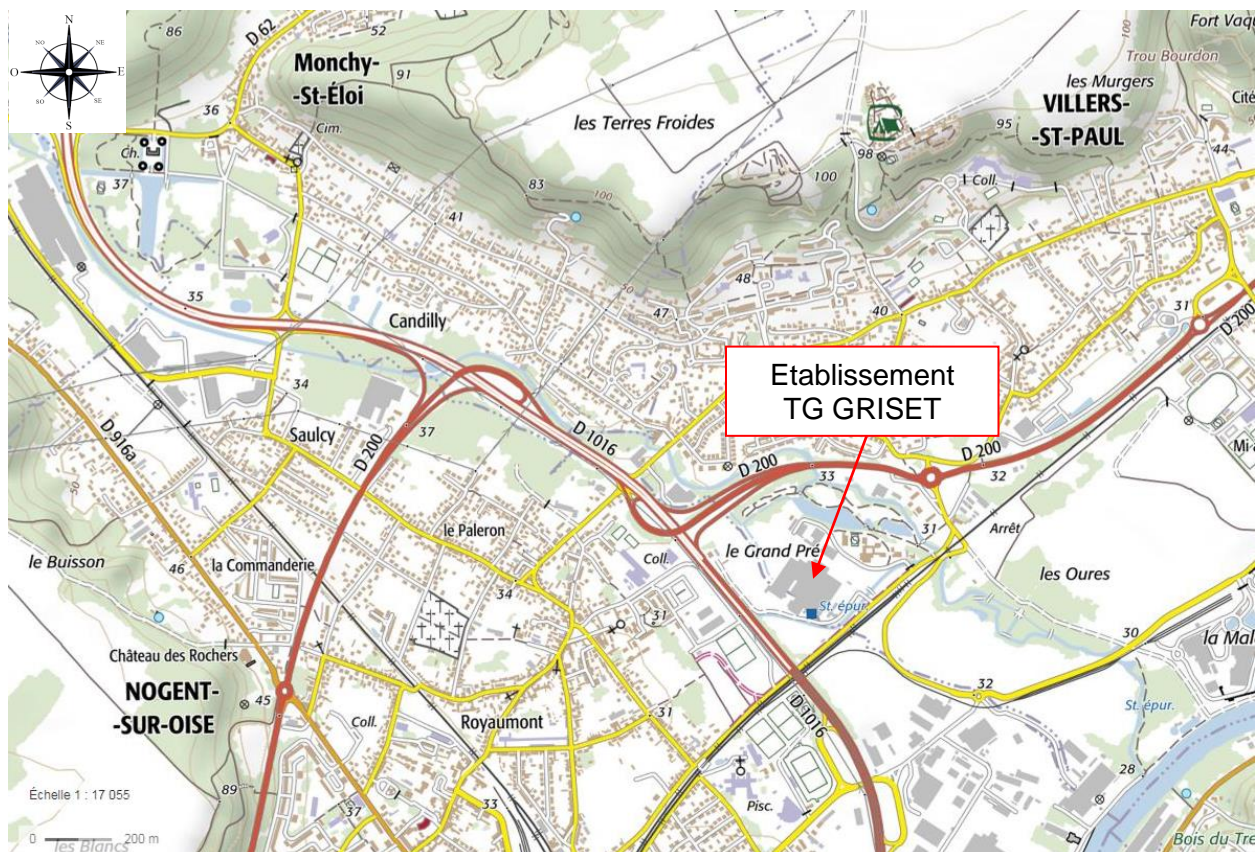 N
NO
NE
O
E
SO
SE
S
86
D 62
52
Fort Vaqu
100
Trou Bourdon
Monchy-
-St-Éloi
91
les Murgers
Cité
36
les Terres Froides
VILLERS-
-ST-PAUL
95
Cim.
Ch.
98
44
37
83
100
100
Coll.
41
48
50
35
47
40
31
Candilly
D 200
Etablissement
TG GRISET
34
37
D 1016
Saulcy
D 916a
D 200
D 200
D 200
33
32
Mi
50
le Paleron
31
Arrêt
le Buisson
46
la Commanderie
Coll.
le Grand Pré
les Oures
34
St. épur.
31
30
la Mal
Château des Rochers
NOGENT-
-SUR-OISE
45
32
Coll.
Royaumont
31
D 1016
St. épur.
28
Échelle 1 : 17 055
89
37
33
Pisc.
0
200 m
les Blancs
Bois du Tre